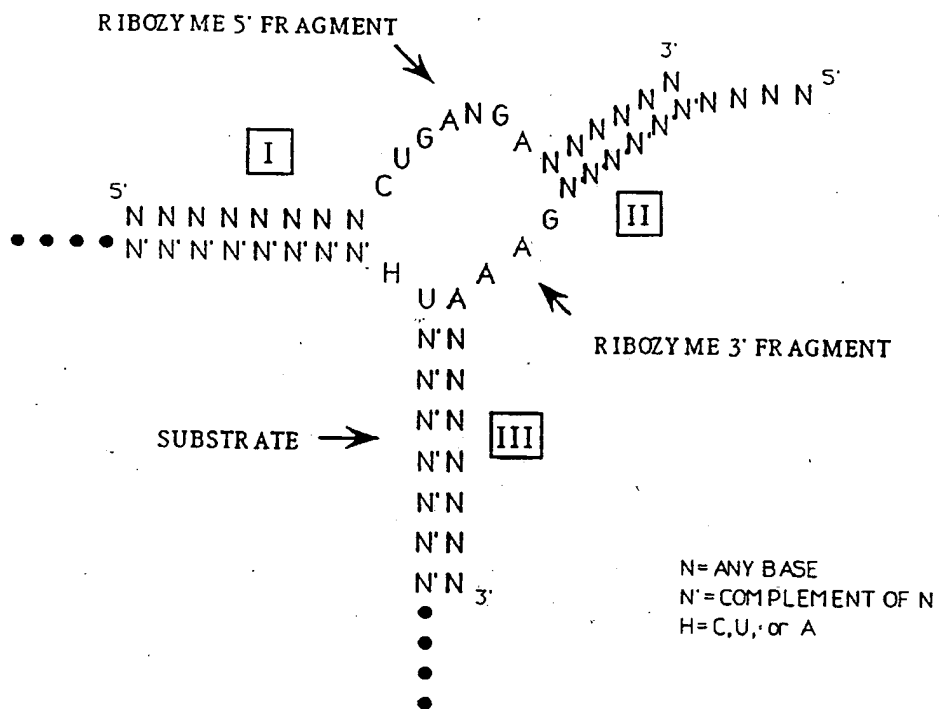 RIBOZYME 5' FRAGMENT
3'
5'
C U G A N G A N N N N N N
N N' N' N' N' N' N N N N
I
II
5'
N N N N N N N N
N' N' N' N' N' N' N' N'
G
A
A
H
U A
RIBOZYME 3' FRAGMENT
N' N
N' N
N' N
SUBSTRATE
III
N' N
N' N
N' N
N' N 3'
N= ANY BASE
N'= COMPLEMENT OF N
H= C, U, or A